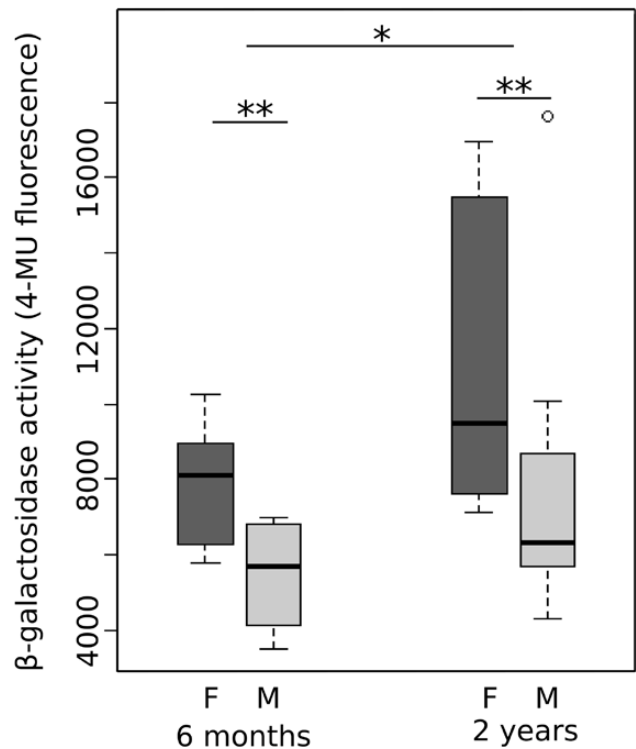 *
**
**
β-galactosidase activity (4-MU fluorescence)
16000
12000
8000
4000
F M F M
6 months 2 years